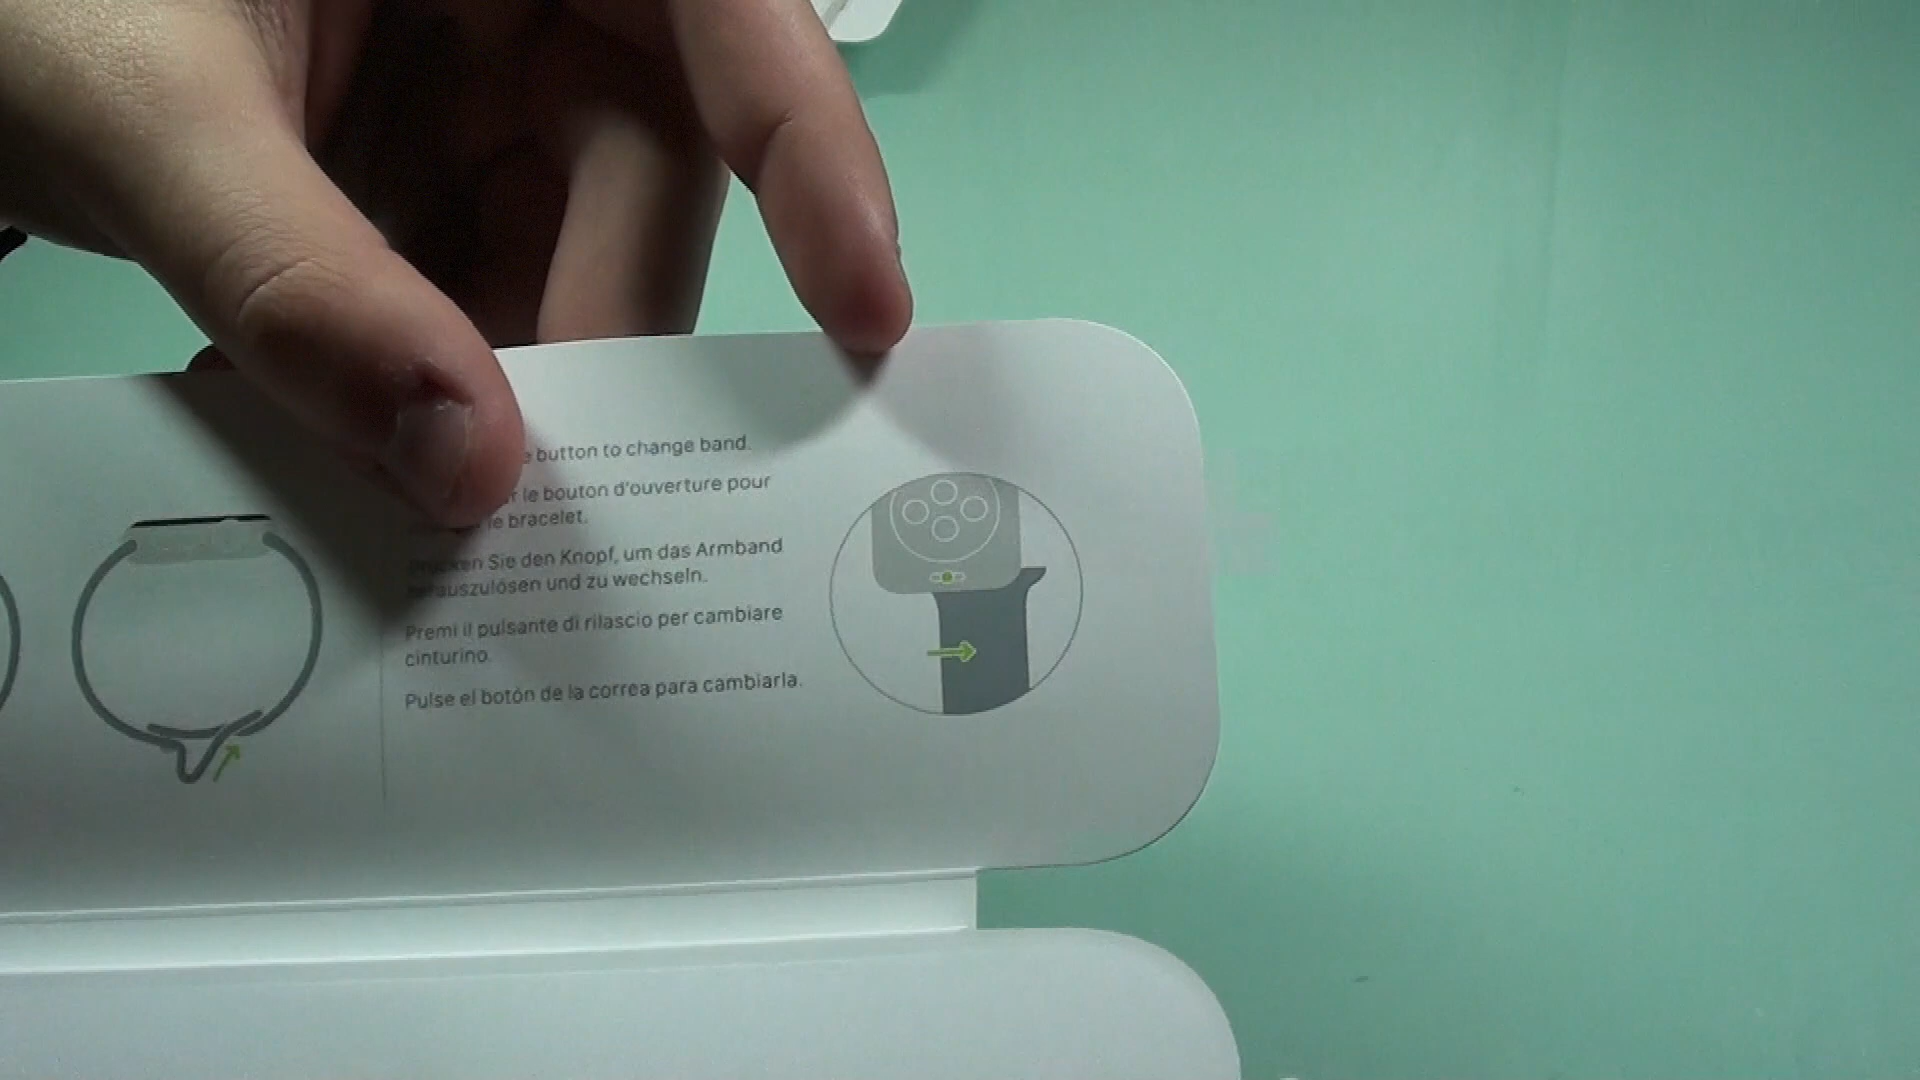 button to change band.
le bouton d'ouverture pour
le bracelet.
Sie den Knopf, um das Armband
herauszulösen und zu wechseln.
Premi il pulsante di rilascio per cambiare
cinturino.
Pulse el botón de la correa para cambiarla.